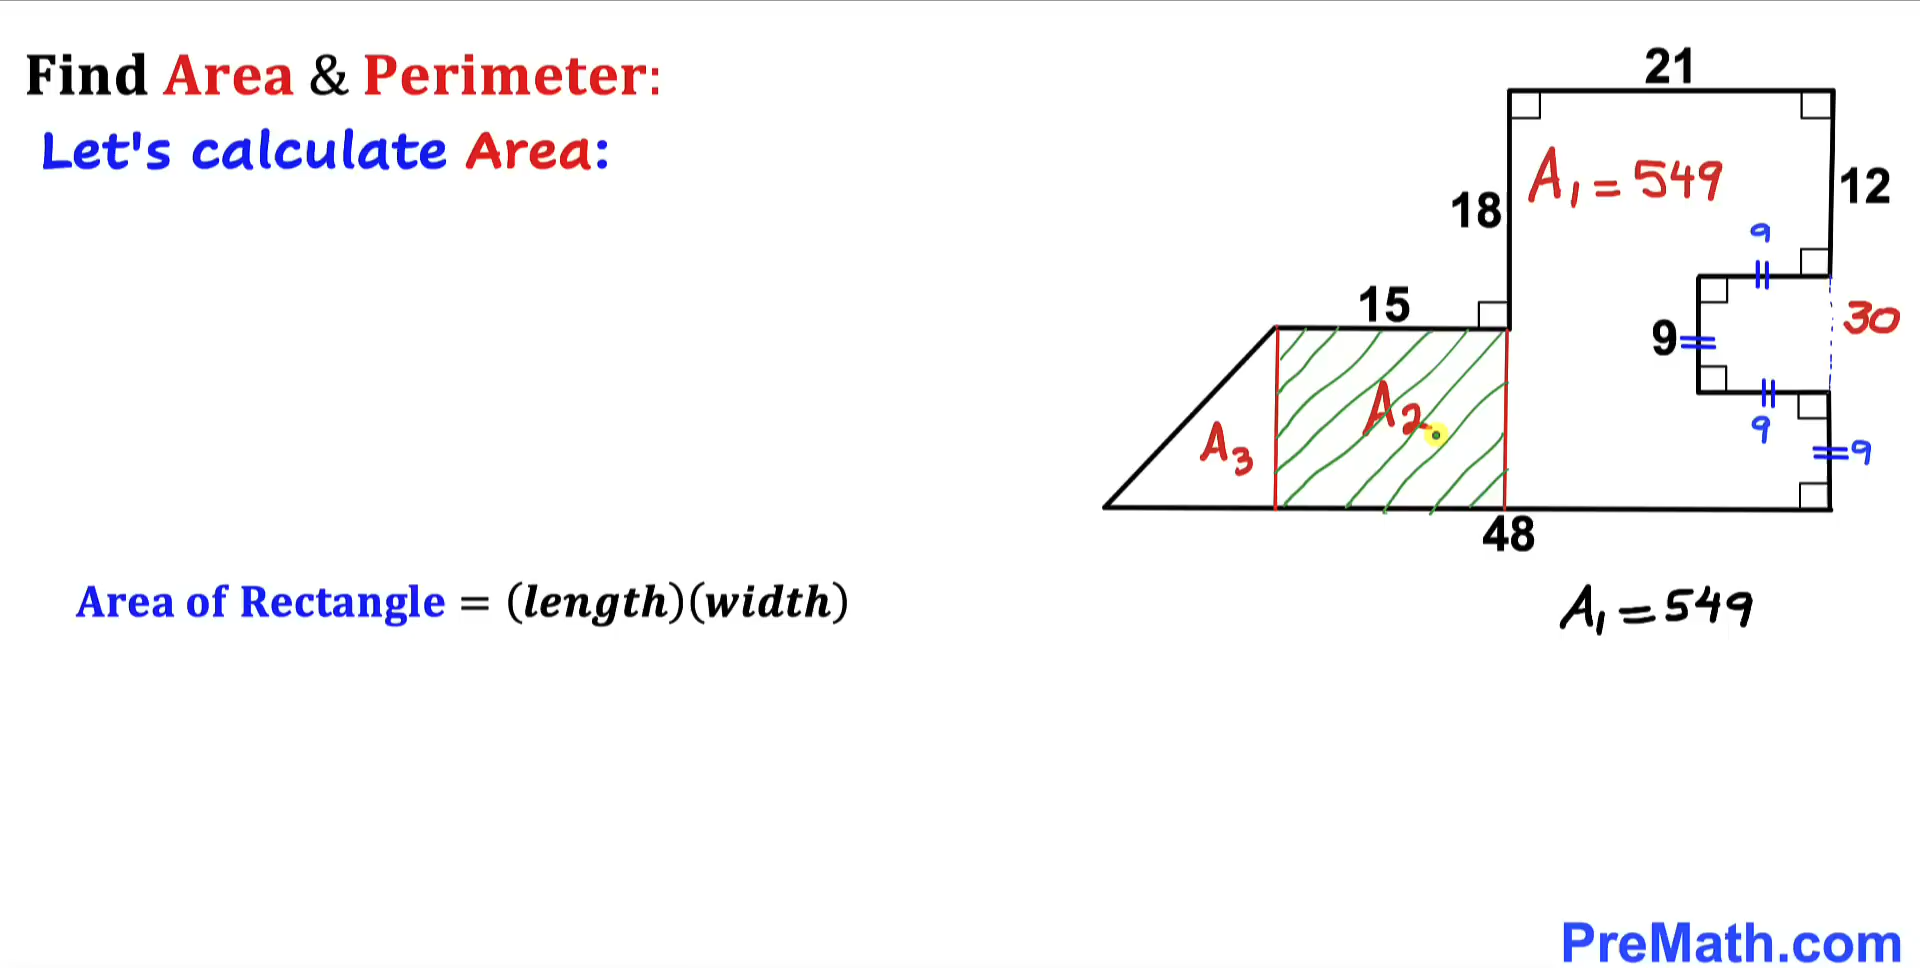 Find Area & Perimeter:
Let's calculate Area:
21
A₁ = 549
18
12
9
15
30
9
A₂
A₃
9
9
48
Area of Rectangle = (length)(width)
A₁ = 549
PreMath.com